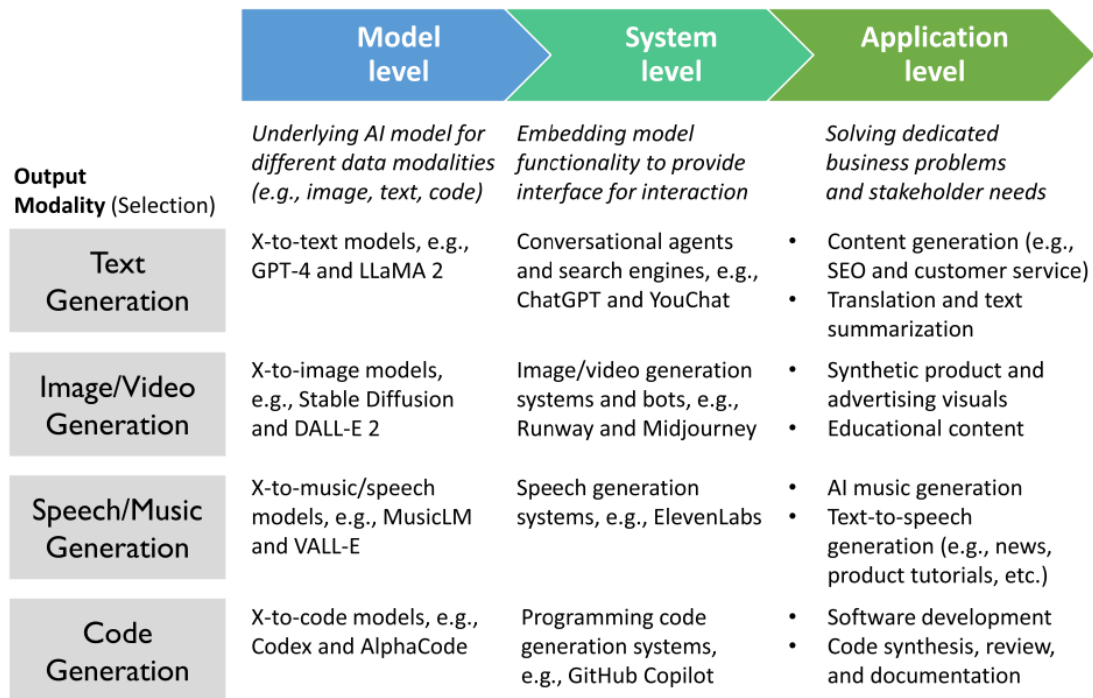 Model
level
System
level
Application
level
Output
Modality (Selection)
Underlying AI model for
different data modalities
(e.g., image, text, code)
Embedding model
functionality to provide
interface for interaction
Solving dedicated
business problems
and stakeholder needs
Text
Generation
X-to-text models, e.g.,
GPT-4 and LLaMA 2
Conversational agents
and search engines, e.g.,
ChatGPT and YouChat
• Content generation (e.g.,
SEO and customer service)
• Translation and text
summarization
Image/Video
Generation
X-to-image models,
e.g., Stable Diffusion
and DALL-E 2
Image/video generation
systems and bots, e.g.,
Runway and Midjourney
• Synthetic product and
advertising visuals
• Educational content
Speech/Music
Generation
X-to-music/speech
models, e.g., MusicLM
and VALL-E
Speech generation
systems, e.g., ElevenLabs
• AI music generation
• Text-to-speech
generation (e.g., news,
product tutorials, etc.)
Code
Generation
X-to-code models, e.g.,
Codex and AlphaCode
Programming code
generation systems,
e.g., GitHub Copilot
• Software development
• Code synthesis, review,
and documentation